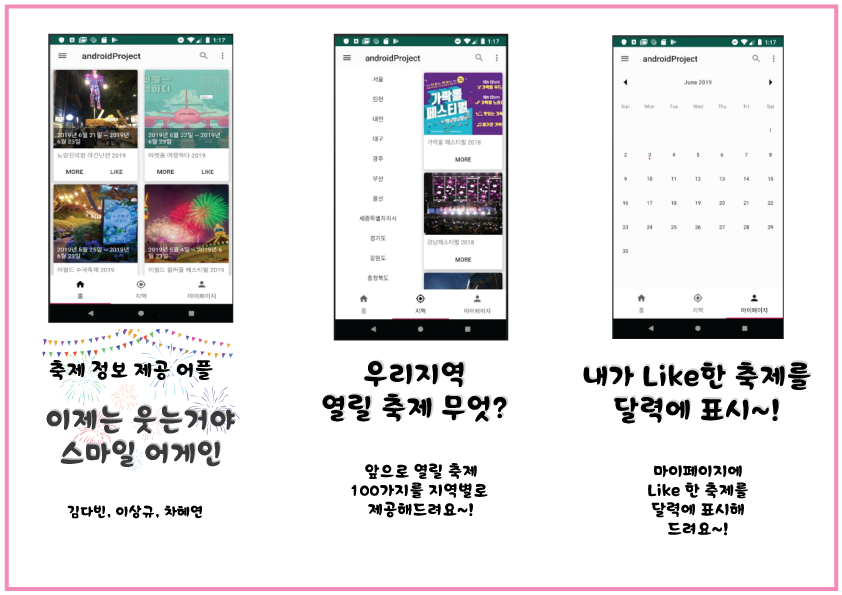 1:17
androidProject
2019년 6월 21일 ~ 2019년
6월 23일
노량진의밤 야간난전 2019
MORE LIKE
2019년 6월 22일 ~ 2019년
6월 23일
마켓을 여행하다 2019
MORE LIKE
2019년 5월 25일 ~ 2019년
6월 23일
이월드 수국축제 2019
2019년 5월 4일 ~ 2019년 6
월 23일
이월드 컬러풀 페스티벌 2019
홈
지역
마이페이지
축제 정보 제공 어플
이제는 웃는거야
스마일 어게인
김다빈, 이상규, 차혜연
1:17
androidProject
서울
인천
대전
대구
광주
부산
울산
세종특별자치시
경기도
강원도
충청북도
가락몰
페스티벌
가락몰 페스티벌 2018
MORE
강남페스티벌 2018
MORE
홈
지역
마이페이지
우리지역
열릴 축제 무엇?
앞으로 열릴 축제
100가지를 지역별로
제공해드려요~!
1:17
androidProject
June 2019
Sun Mon Tue Wed Thu Fri Sat
1
2 3 4 5 6 7 8
9 10 11 12 13 14 15
16 17 18 19 20 21 22
23 24 25 26 27 28 29
30
홈
지역
마이페이지
내가 Like한 축제를
달력에 표시~!
마이페이지에
Like 한 축제를
달력에 표시해
드려요~!